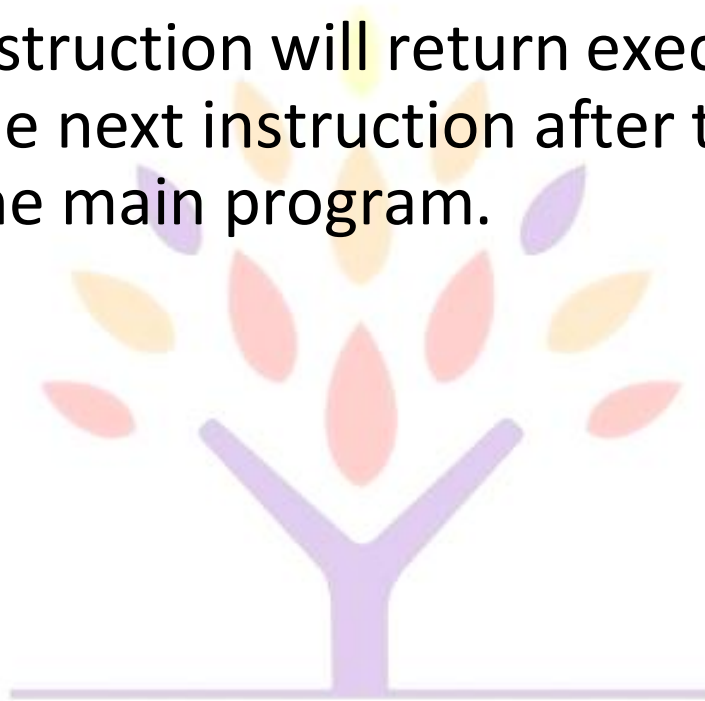 struction will return exec
e next instruction after t
e main program.